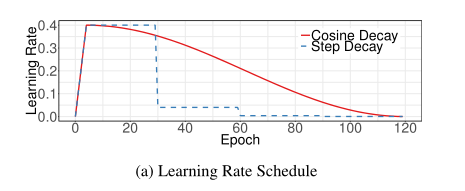 Learning Rate
0.4
0.3
0.2
0.1
0.0
Cosine Decay
Step Decay
0 20 40 60 80 100 120
Epoch
(a) Learning Rate Schedule